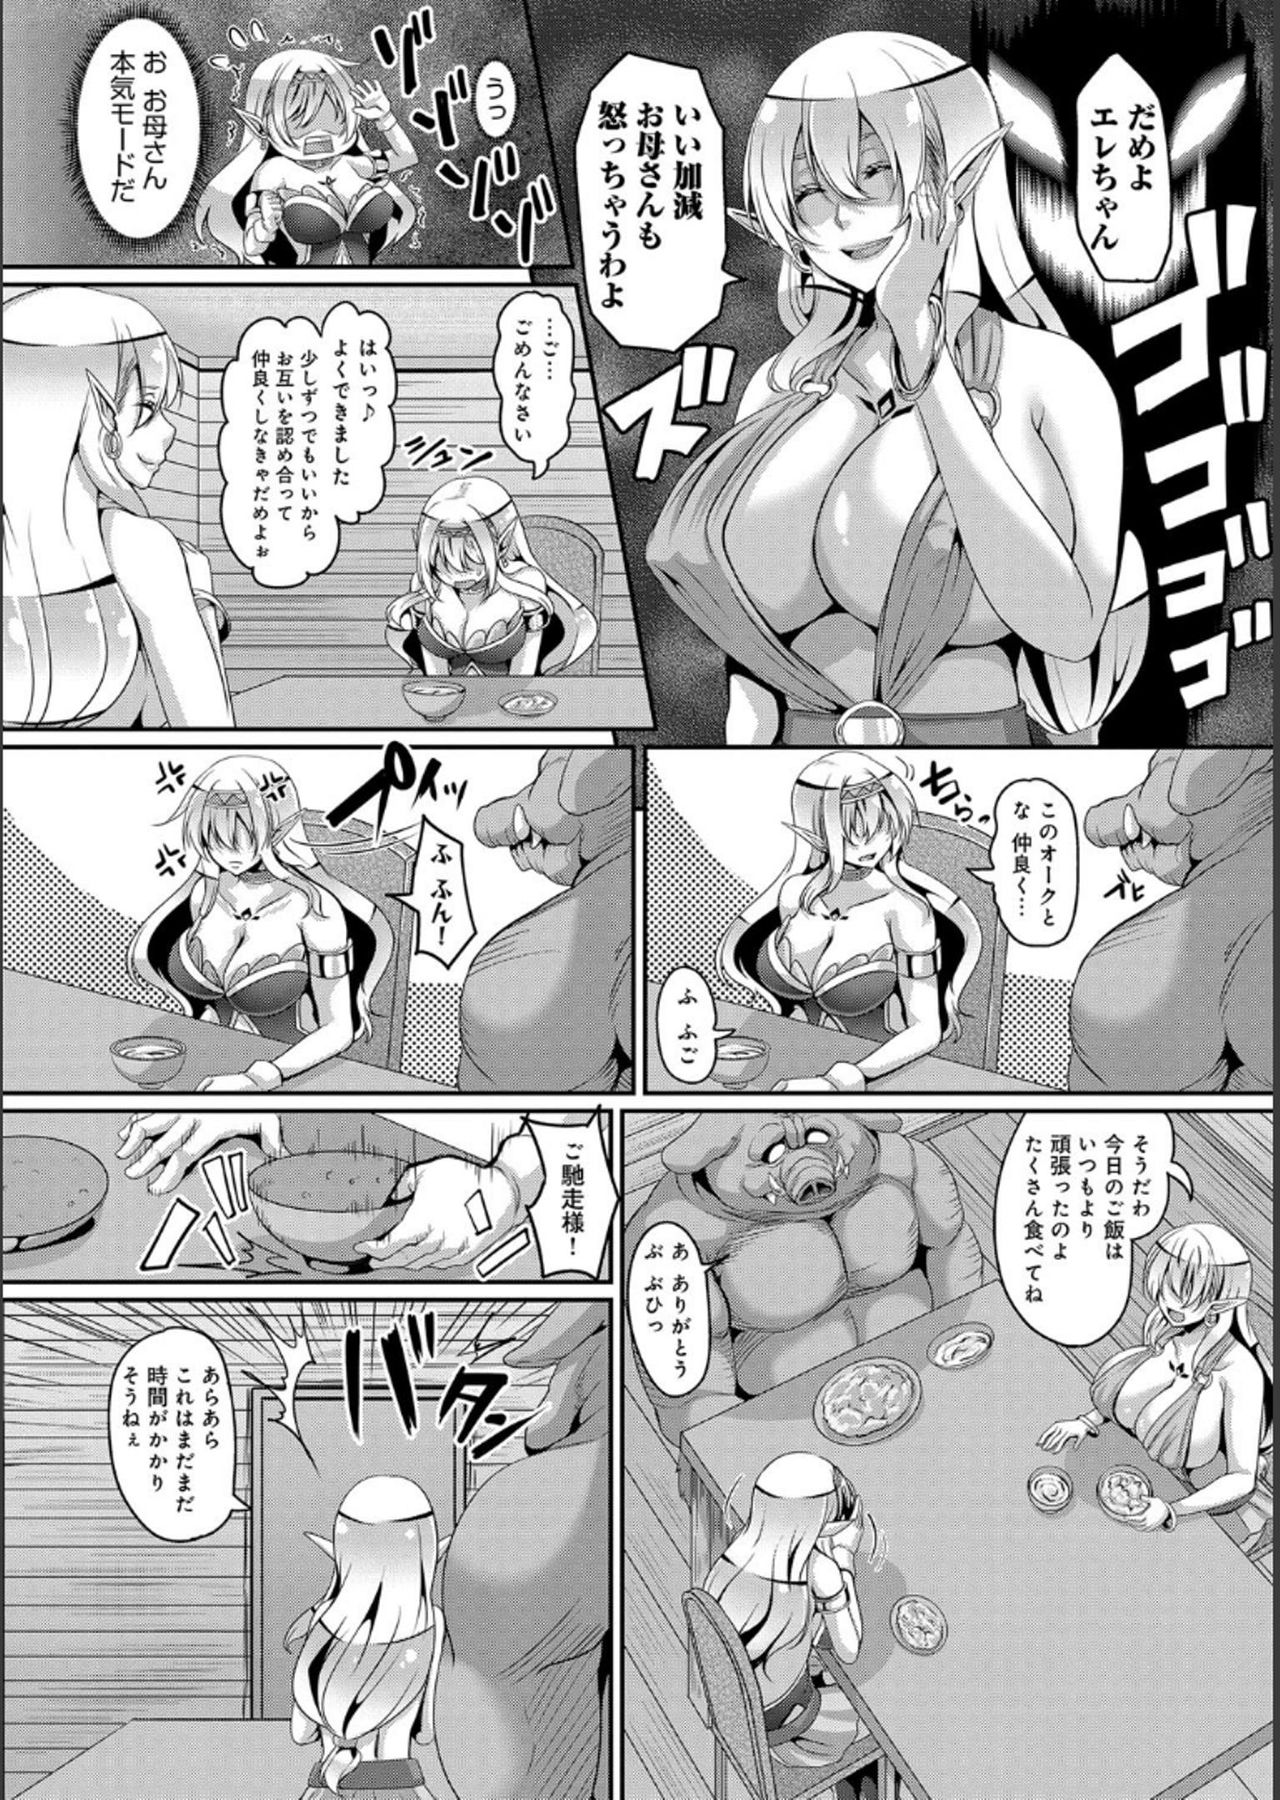 だめよ
エレちゃん
ゴゴゴゴゴ
いい加減
お母さんも
怒っちゃうわよ
ズズ
うっ
ゾゾゾゾ
お お母さん
本気モードだ
…ご…
ごめんなさい
シュン
はいっ♪
よくできました
少しずつでもいいから
お互いを認め合って
仲良くしなきゃだめよぉ
このオークと
な 仲良く…
ちらっ
ビビ
ふ ふご
プイッ
ふ ふん！
そうだわ
今日のご飯は
いつもより
頑張ったのよ
たくさん食べてね
あ ありがとう
ぶ ぶひっ
ご馳走様！
バタン
あらあら
これはまだまだ
時間がかかり
そうねぇ